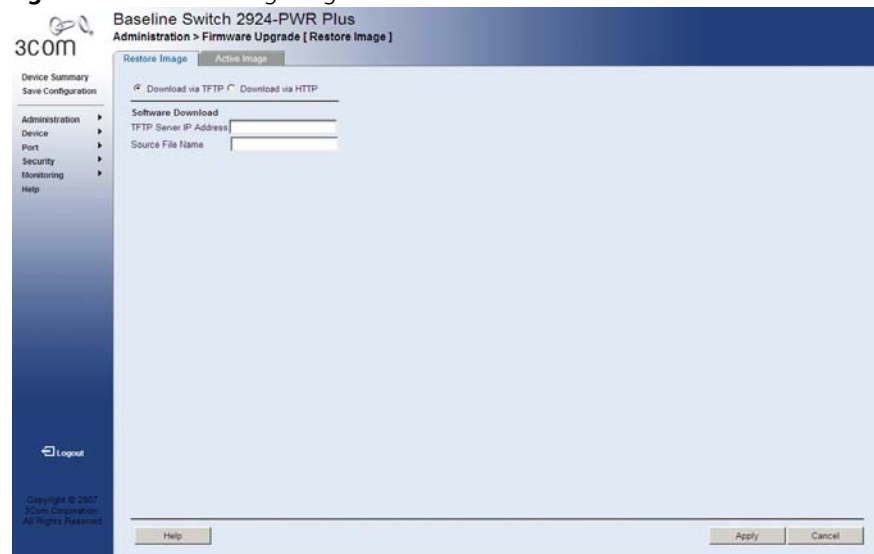 Baseline Switch 2924-PWR Plus
Administration > Firmware Upgrade [ Restore Image ]
3com
Restore Image
Active Image
Device Summary
Save Configuration
Download via TFTP
Download via HTTP
Administration
Device
Port
Security
Monitoring
Help
Software Download
TFTP Server IP Address
Source File Name
Logout
Copyright © 2007
3Com Corporation
All Rights Reserved
Help
Apply
Cancel